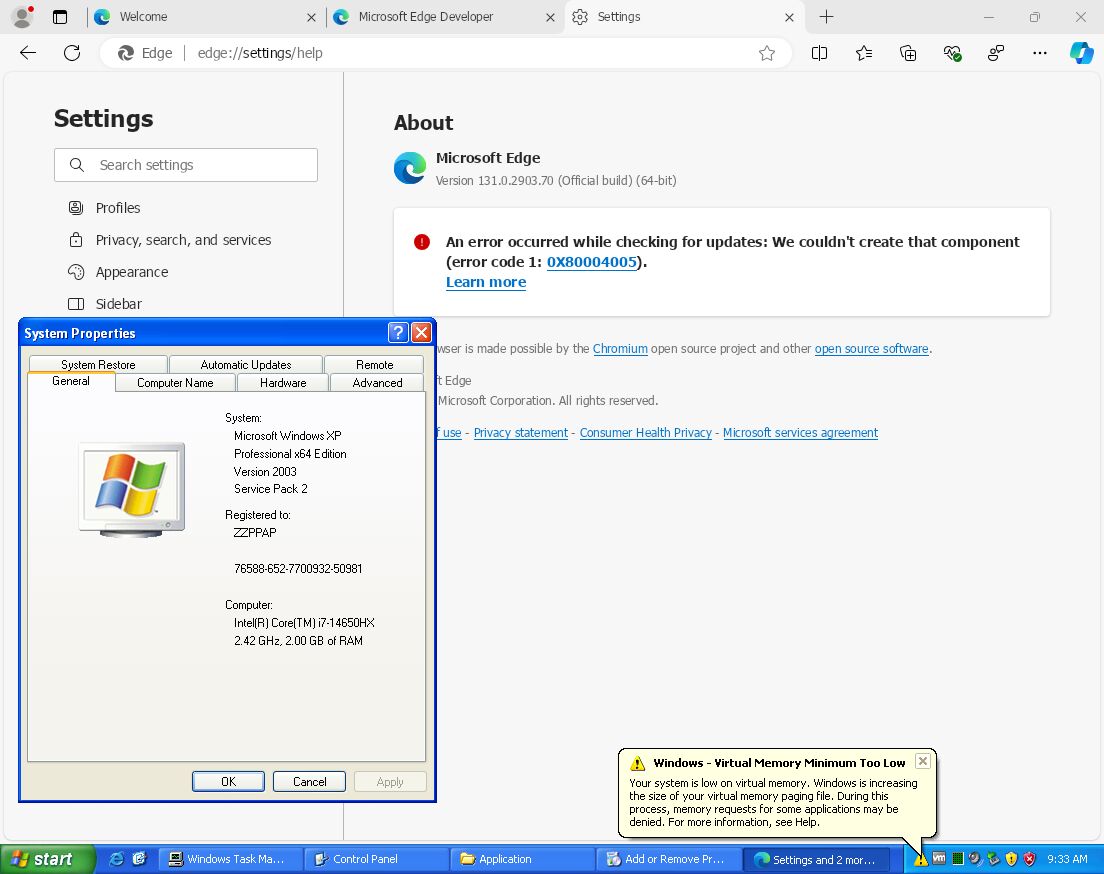 Welcome
Microsoft Edge Developer
Settings
Edge
edge://settings/help
Settings
Search settings
Profiles
Privacy, search, and services
Appearance
Sidebar
About
Microsoft Edge
Version 131.0.2903.70 (Official build) (64-bit)
An error occurred while checking for updates: We couldn't create that component
(error code 1: 0X80004005).
Learn more
wser is made possible by the Chromium open source project and other open source software.
t Edge
Microsoft Corporation. All rights reserved.
f use - Privacy statement - Consumer Health Privacy - Microsoft services agreement
System Properties
System Restore
Automatic Updates
Remote
General
Computer Name
Hardware
Advanced
System:
Microsoft Windows XP
Professional x64 Edition
Version 2003
Service Pack 2
Registered to:
ZZPPAP
76588-652-7700932-50981
Computer:
Intel(R) Core(TM) i7-14650HX
2.42 GHz, 2.00 GB of RAM
OK
Cancel
Apply
Windows - Virtual Memory Minimum Too Low
Your system is low on virtual memory. Windows is increasing
the size of your virtual memory paging file. During this
process, memory requests for some applications may be
denied. For more information, see Help.
start
Windows Task Ma...
Control Panel
Application
Add or Remove Pr...
Settings and 2 mor...
vm
9:33 AM